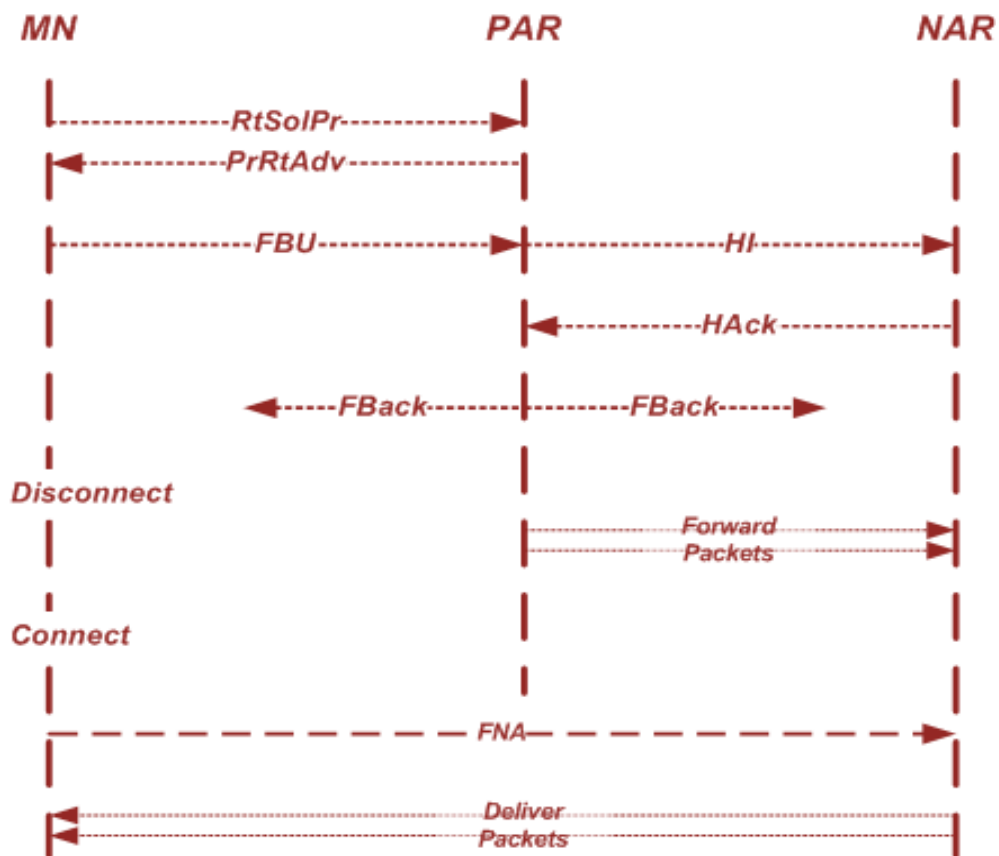 MN PAR NAR
RtSolPr
PrRtAdv
FBU HI
HAck
FBack FBack
Disconnect
Forward
Packets
Connect
FNA
Deliver
Packets